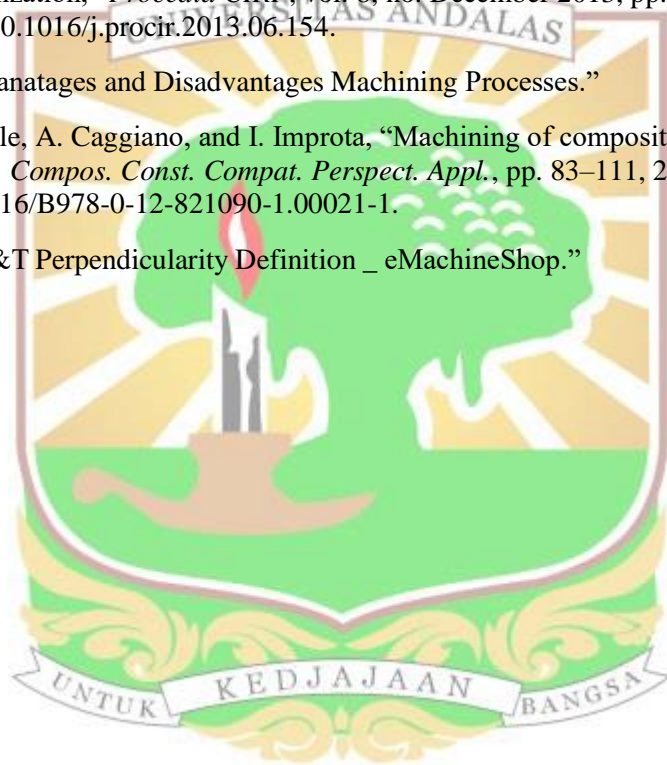 nization,” Procedia CIRP, vol. 8, no. December 2013, pp.
UNIVERSITAS ANDALAS
0.1016/j.procir.2013.06.154.
anatages and Disadvantages Machining Processes.”
le, A. Caggiano, and I. Improta, “Machining of composit
Compos. Const. Compat. Perspect. Appl., pp. 83–111, 2
16/B978-0-12-821090-1.00021-1.
&T Perpendicularity Definition _ eMachineShop.”
UNTUK KEDJAJAAN BANGSA